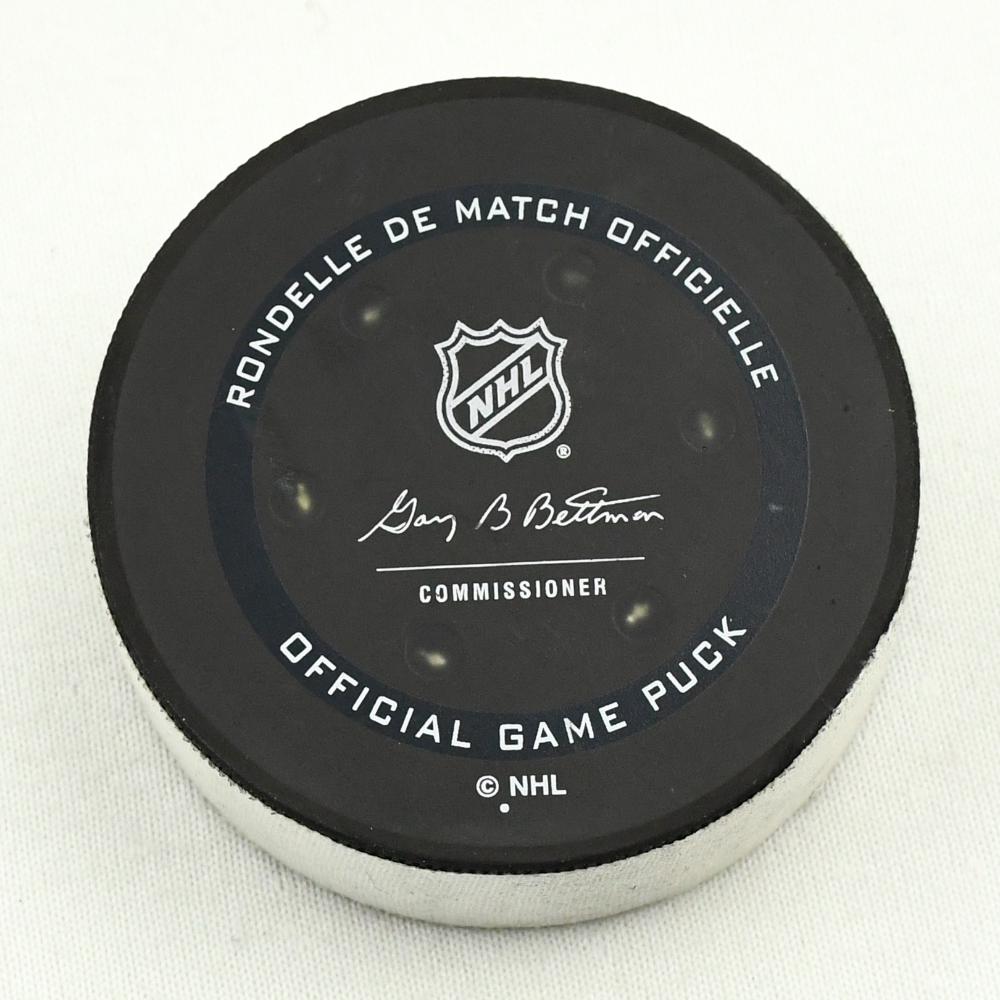 RONDELLE DE MATCH OFFICIELLE
NHL
®
Gary B Bettman
COMMISSIONER
OFFICIAL GAME PUCK
© NHL